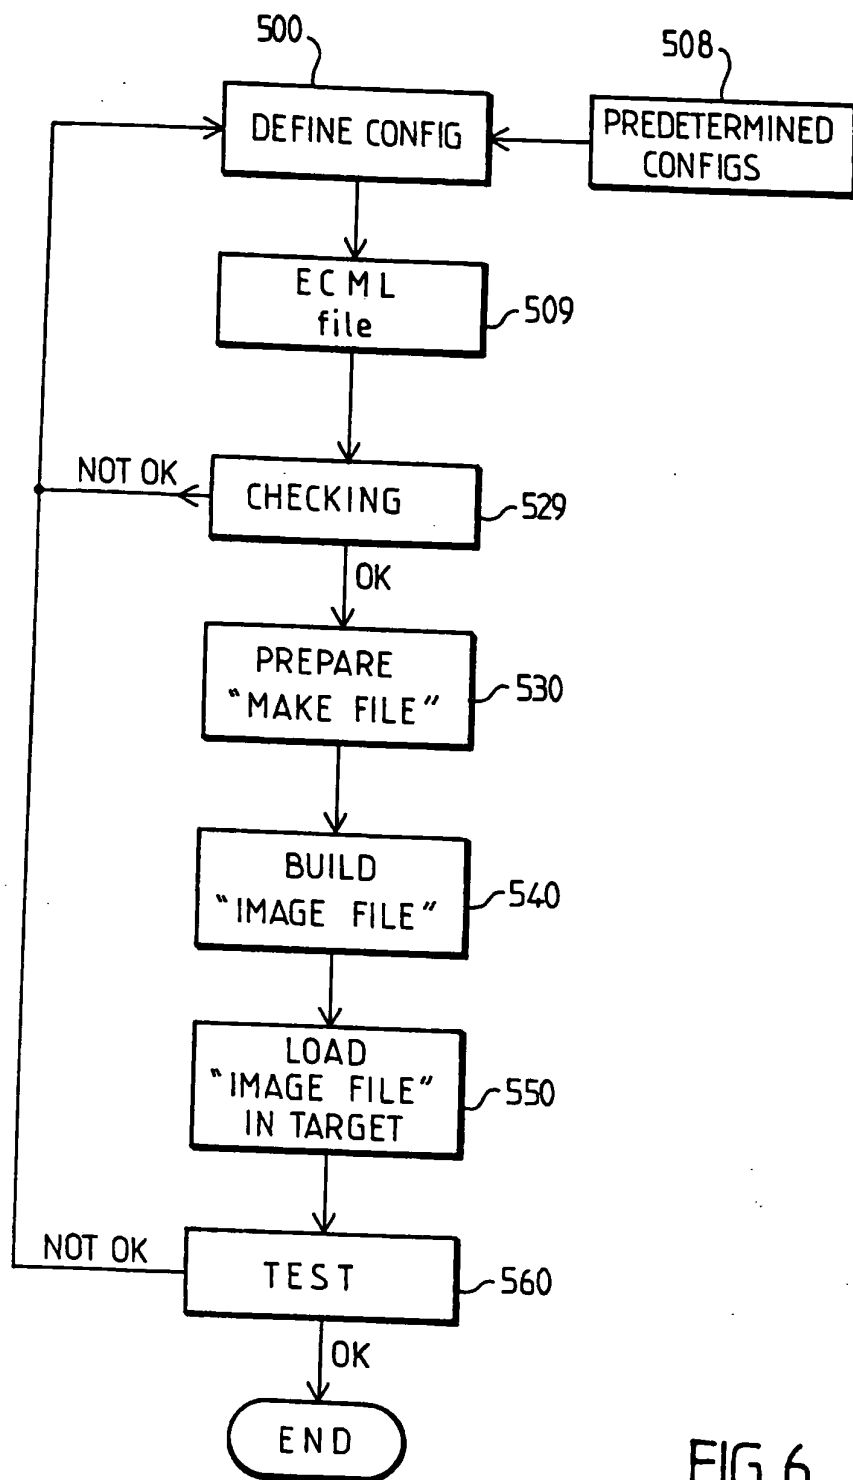 500
508
DEFINE CONFIG
PREDETERMINED
CONFIGS
ECML
file
509
NOT OK
CHECKING
529
OK
PREPARE
"MAKE FILE"
530
BUILD
"IMAGE FILE"
540
LOAD
"IMAGE FILE"
IN TARGET
550
NOT OK
TEST
560
OK
END
FIG.6